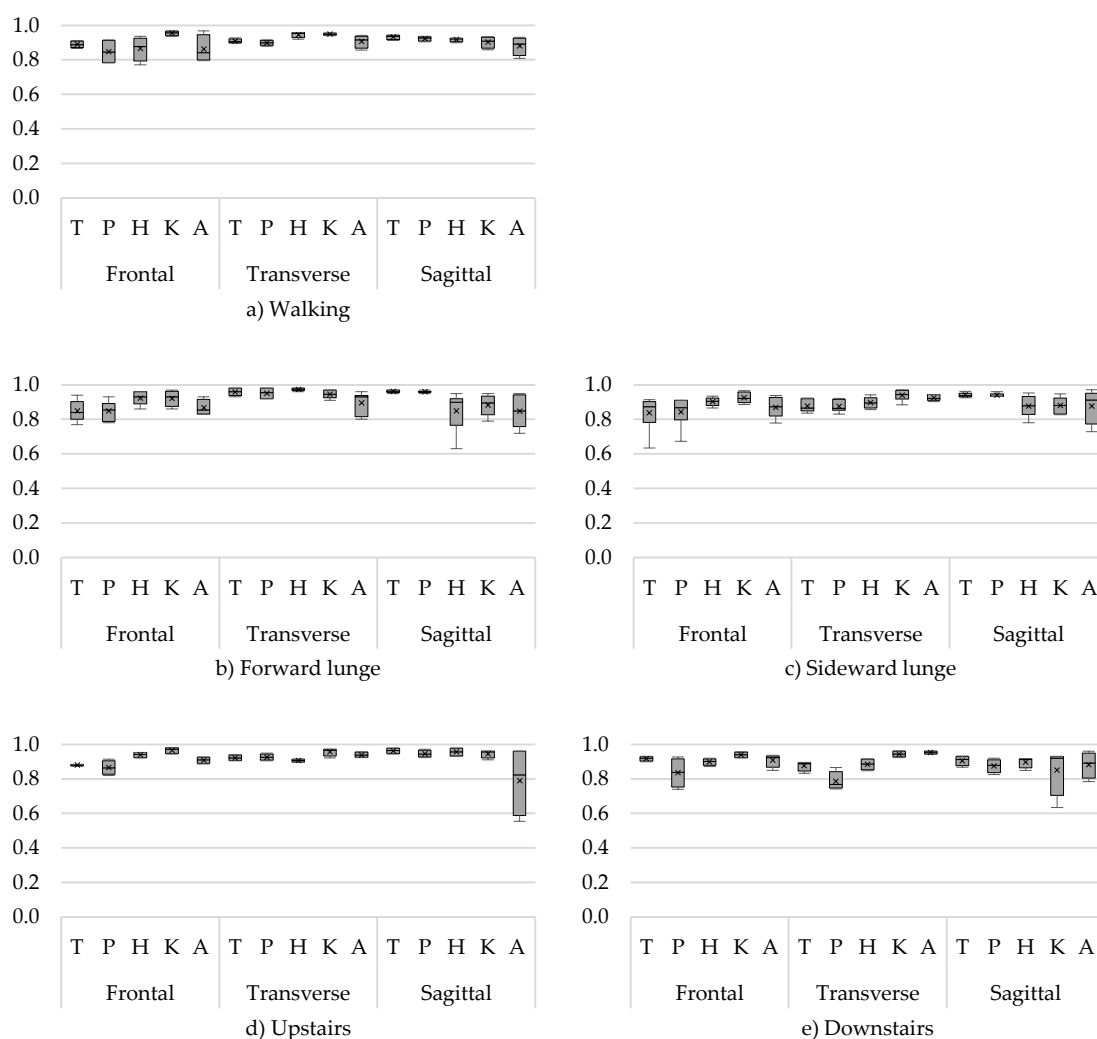 1.0
0.8
0.6
0.4
0.2
0.0
T P H K A T P H K A T P H K A
Frontal Transverse Sagittal
a) Walking
1.0
0.8
0.6
0.4
0.2
0.0
T P H K A T P H K A T P H K A
Frontal Transverse Sagittal
b) Forward lunge
1.0
0.8
0.6
0.4
0.2
0.0
T P H K A T P H K A T P H K A
Frontal Transverse Sagittal
c) Sideward lunge
1.0
0.8
0.6
0.4
0.2
0.0
T P H K A T P H K A T P H K A
Frontal Transverse Sagittal
d) Upstairs
1.0
0.8
0.6
0.4
0.2
0.0
T P H K A T P H K A T P H K A
Frontal Transverse Sagittal
e) Downstairs